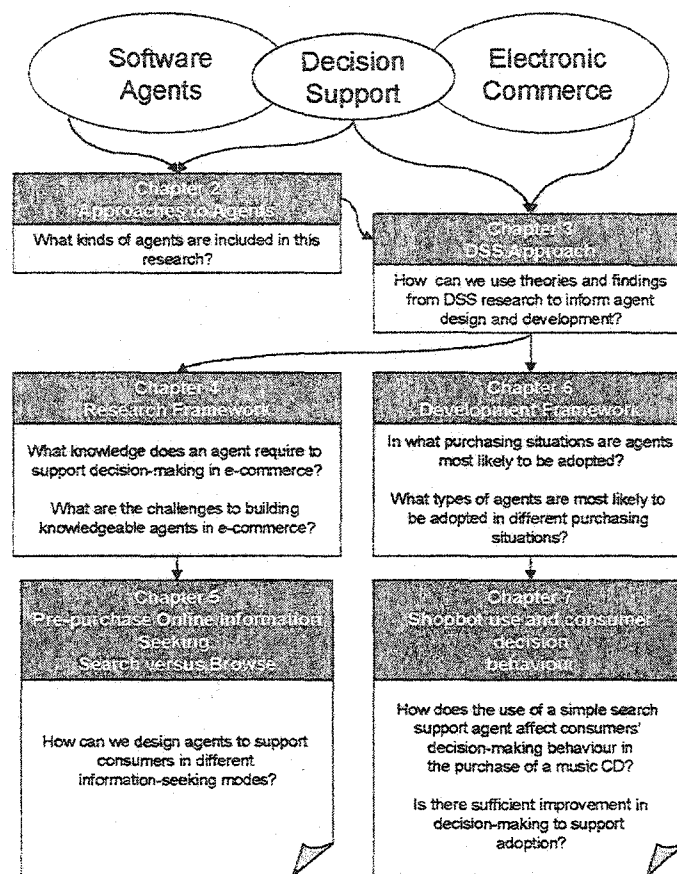 Software
Agents
Decision
Support
Electronic
Commerce
Chapter 2
Approaches to Agents
What kinds of agents are included in this
research?
Chapter 3
DSS Approach
How can we use theories and findings
from DSS research to inform agent
design and development?
Chapter 4
Research Framework
What knowledge does an agent require to
support decision-making in e-commerce?
What are the challenges to building
knowledgeable agents in e-commerce?
Chapter 6
Development Framework
In what purchasing situations are agents
most likely to be adopted?
What types of agents are most likely to
be adopted in different purchasing
situations?
Chapter 5
Pre-purchase Online Information
Seeking:
Search versus Browse
How can we design agents to support
consumers in different
information-seeking modes?
Chapter 7
Shopbot use and consumer
decision
behaviour
How does the use of a simple search
support agent affect consumers'
decision-making behaviour in
the purchase of a music CD?
Is there sufficient improvement in
decision-making to support
adoption?